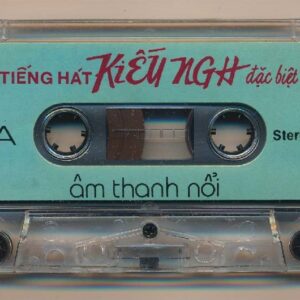 TIẾNG HÁT KIỀU NGA đặc biệt
A
Ster
âm thanh nổi